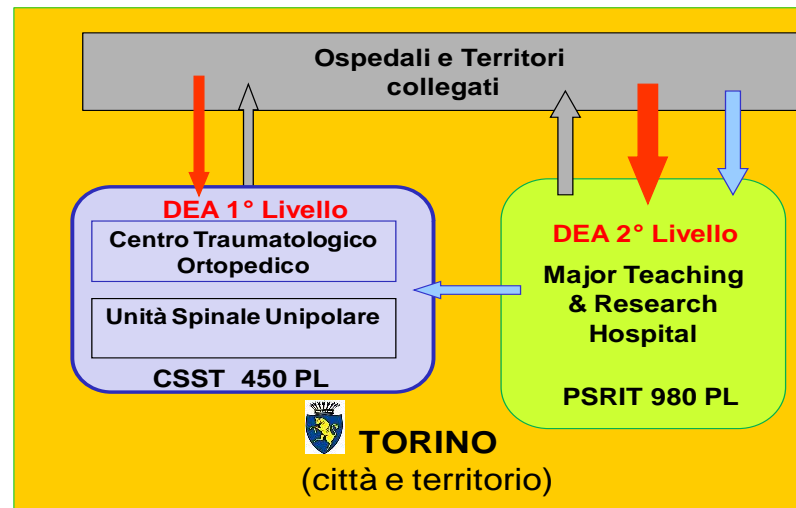 Ospedali e Territori
collegati
DEA 1° Livello
Centro Traumatologico
Ortopedico
Unità Spinale Unipolare
CSST 450 PL
DEA 2° Livello
Major Teaching
& Research
Hospital
PSRIT 980 PL
TORINO
(città e territorio)